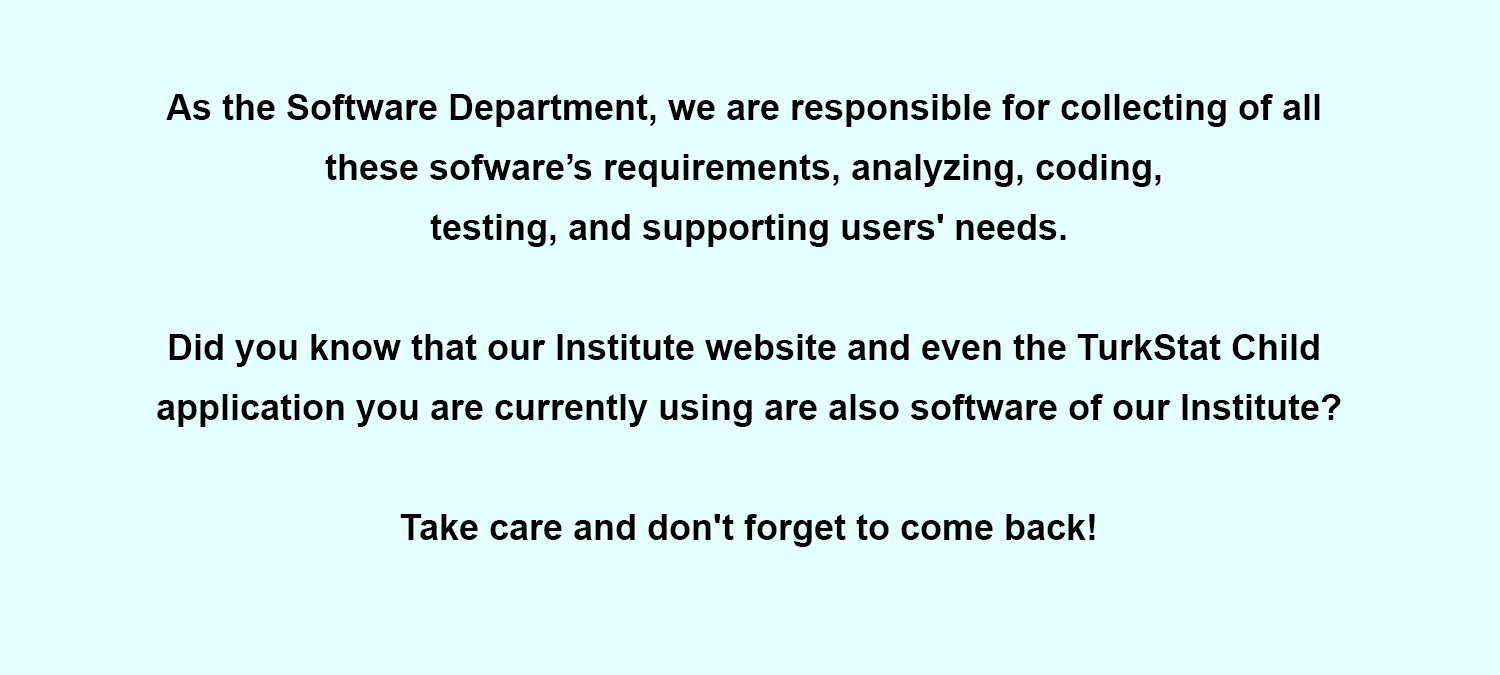 As the Software Department, we are responsible for collecting of all
these sofware’s requirements, analyzing, coding,
testing, and supporting users' needs.
Did you know that our Institute website and even the TurkStat Child
application you are currently using are also software of our Institute?
Take care and don't forget to come back!